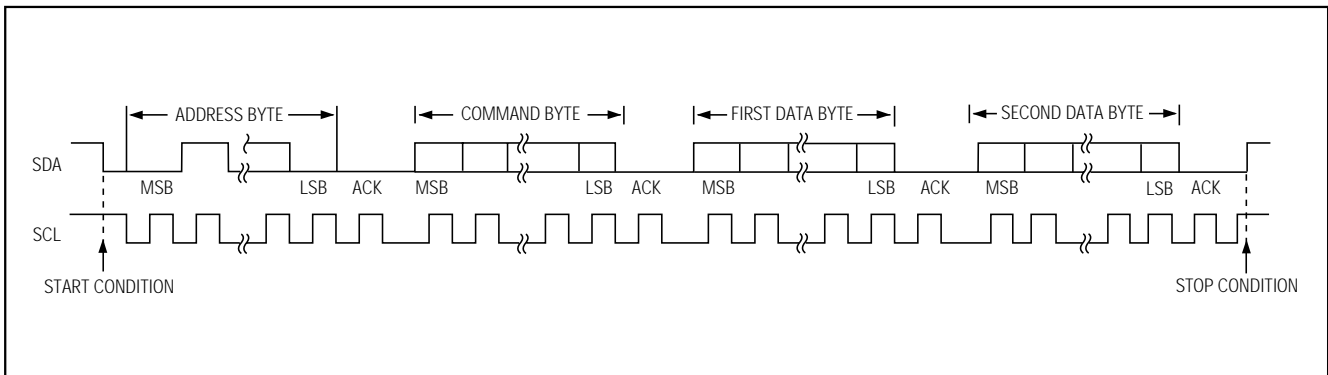 ADDRESS BYTE COMMAND BYTE FIRST DATA BYTE SECOND DATA BYTE
SDA
MSB LSB ACK MSB LSB ACK MSB LSB ACK MSB LSB ACK
SCL
START CONDITION STOP CONDITION